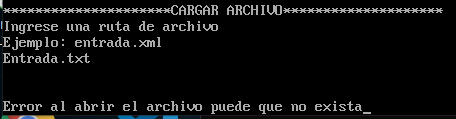 *********************CARGAR ARCHIVO********************
Ingrese una ruta de archivo
Ejemplo: entrada.xml
Entrada.txt
Error al abrir el archivo puede que no exista_